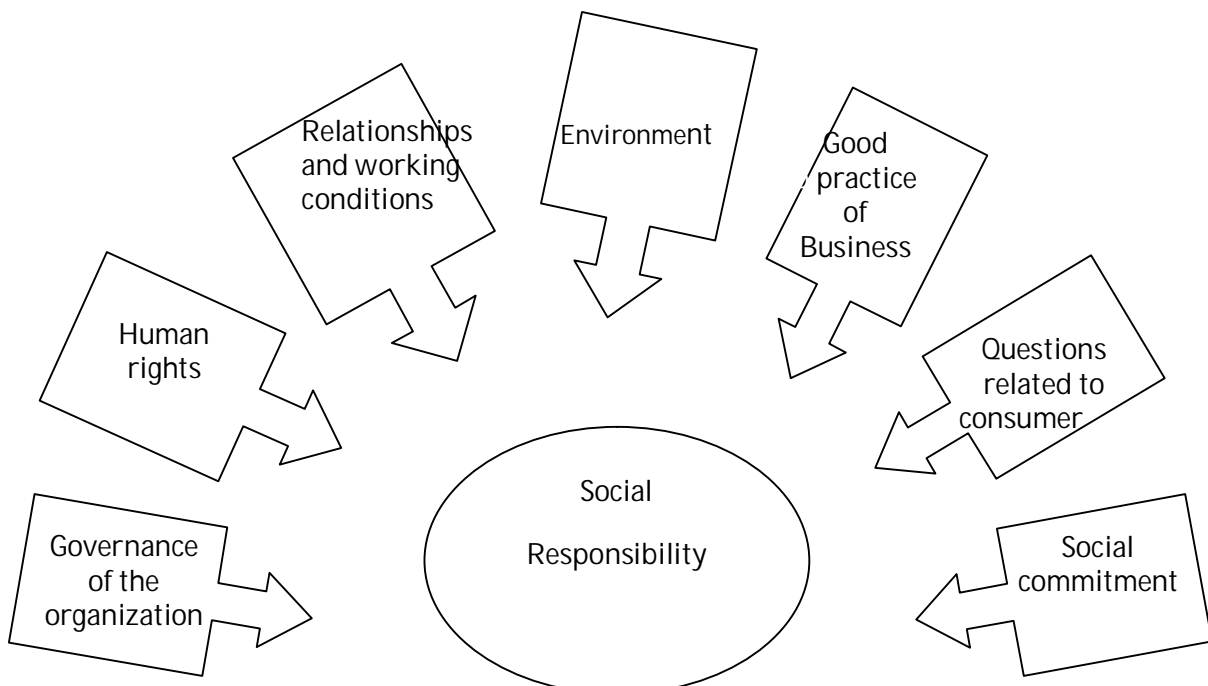 Governance
of the
organization
Human
rights
Relationships
and working
conditions
Environment
Good
practice
of
Business
Questions
related to
consumer
Social
commitment
Social
Responsibility